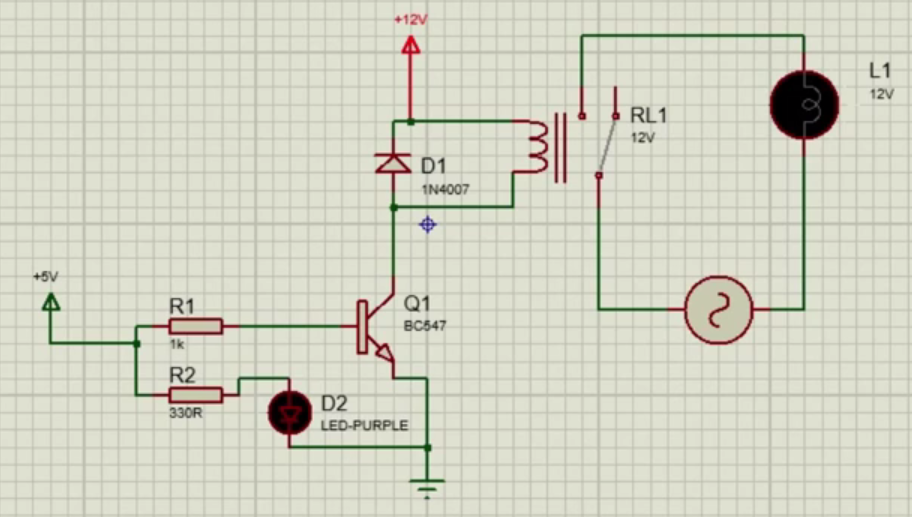 +12V
L1
12V
RL1
12V
D1
1N4007
+5V
R1
1k
Q1
BC547
R2
330R
D2
LED-PURPLE